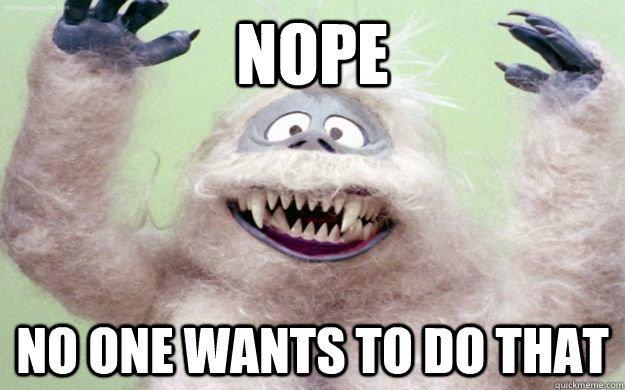 NOPE
NO ONE WANTS TO DO THAT
quickmeme.com